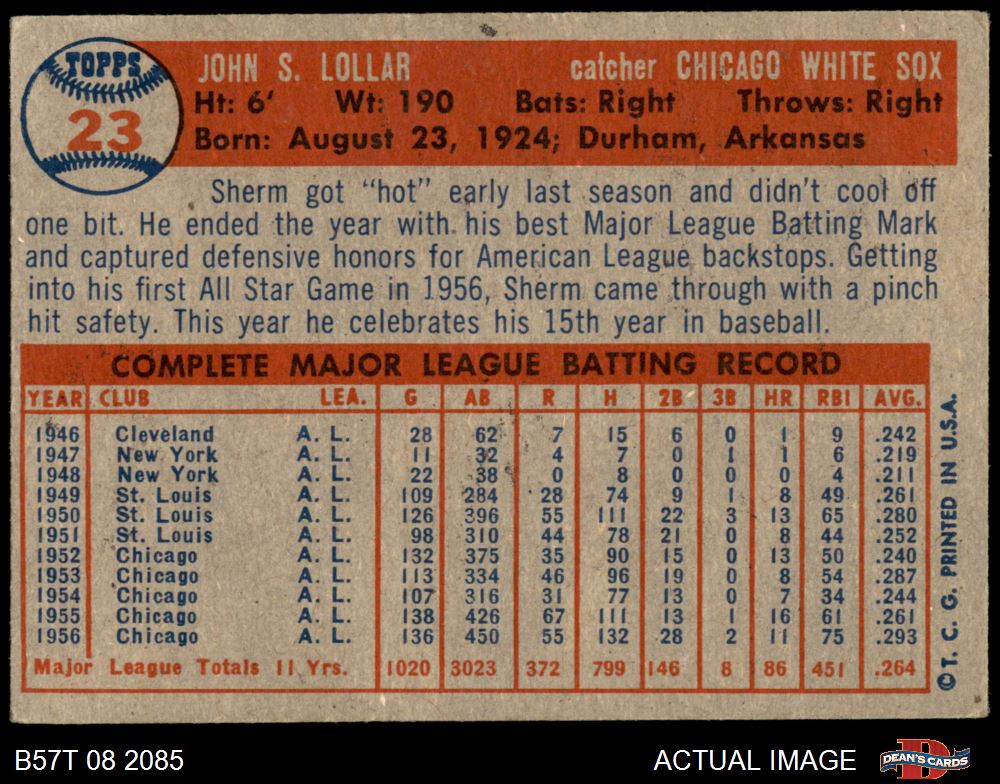 TOPPS
23
JOHN S. LOLLAR catcher CHICAGO WHITE SOX
Ht: 6' Wt: 190 Bats: Right Throws: Right
Born: August 23, 1924; Durham, Arkansas
Sherm got "hot" early last season and didn't cool off
one bit. He ended the year with his best Major League Batting Mark
and captured defensive honors for American League backstops. Getting
into his first All Star Game in 1956, Sherm came through with a pinch
hit safety. This year he celebrates his 15th year in baseball.
COMPLETE MAJOR LEAGUE BATTING RECORD
YEAR CLUB LEA. G AB R H 2B 3B HR RBI AVG.
1946 Cleveland A. L. 28 62 7 15 6 0 1 9 .242
1947 New York A. L. 11 32 4 7 0 1 1 6 .219
1948 New York A. L. 22 38 0 8 0 0 0 4 .211
1949 St. Louis A. L. 109 284 28 74 9 1 8 49 .261
1950 St. Louis A. L. 126 396 55 111 22 3 13 65 .280
1951 St. Louis A. L. 98 310 44 78 21 0 8 44 .252
1952 Chicago A. L. 132 375 35 90 15 0 13 50 .240
1953 Chicago A. L. 113 334 46 96 19 0 8 54 .287
1954 Chicago A. L. 107 316 31 77 13 0 7 34 .244
1955 Chicago A. L. 138 426 67 111 13 1 16 61 .261
1956 Chicago A. L. 136 450 55 132 28 2 11 75 .293
Major League Totals 11 Yrs. 1020 3023 372 799 146 8 86 451 .264
©T. C. G. PRINTED IN U.S.A.
B57T 08 2085 ACTUAL IMAGE
DEAN'S CARDS